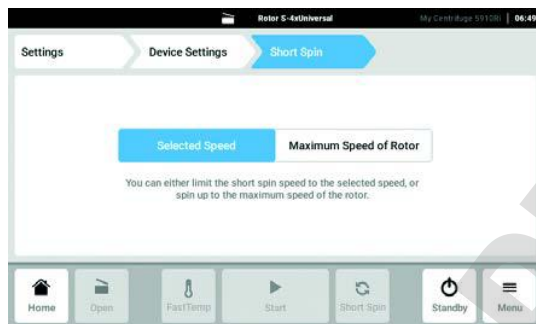 Rotor S-4xUniversal My Centrifuge 5910Ri 06:49
Settings Device Settings Short Spin
Selected Speed Maximum Speed of Rotor
You can either limit the short spin speed to the selected speed, or
spin up to the maximum speed of the rotor.
Home Open FastTemp Start Short Spin Standby Menu